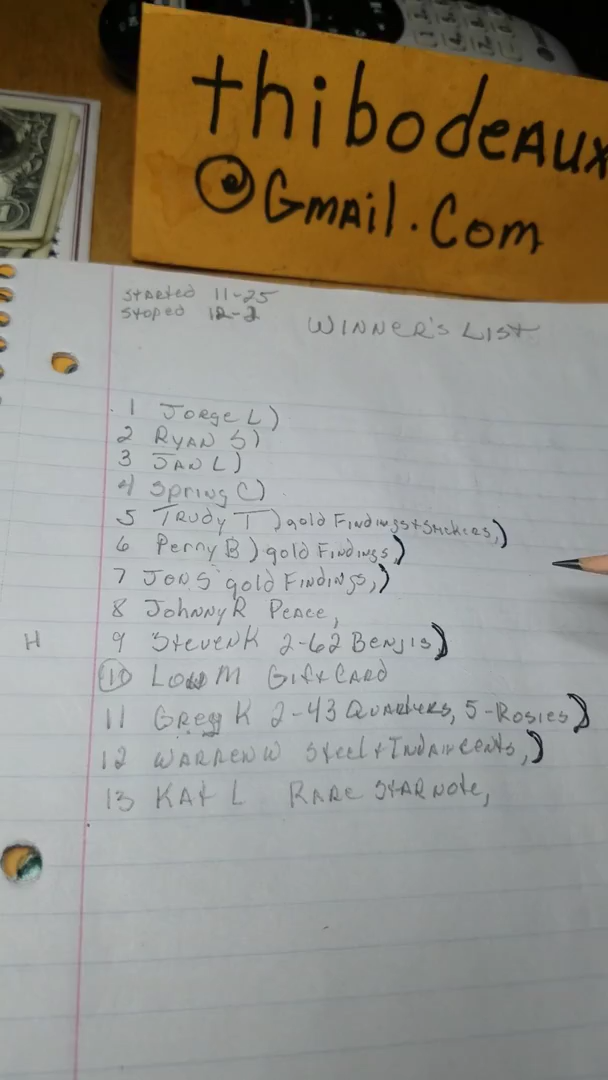 thibodeaux
@Gmail.com
Started 11-25
Stoped 12-2
Winner's List
1 Jorge L)
2 Ryan S)
3 Jan L)
4 Spring C)
5 Trudy T) gold Findings + Stickers,)
6 Perny B) gold Findings,)
7 Jon S gold Findings,)
8 Johnny R Peace,
H 9 Steven K 2-62 Benjis,)
10 Lou M Gift Card
11 Greg K 2-43 Quarters, 5-Rosies)
12 Warren W Steel + Indain cents,)
13 Kat L Rare Star Note,